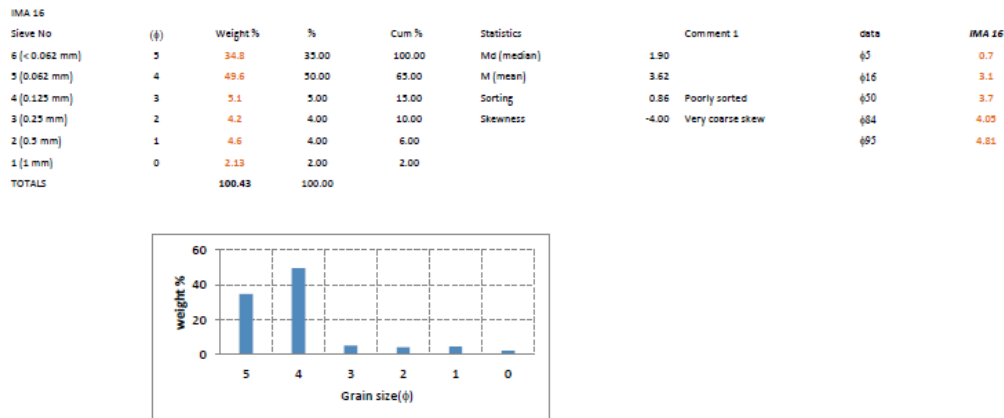 IMA 16
Sieve No (ϕ) Weight % % Cum % Statistics Comment 1 data IMA 16
6 (< 0.062 mm) 5 34.8 35.00 100.00 Md (median) 1.90 ϕ5 0.7
5 (0.062 mm) 4 49.6 50.00 65.00 M (mean) 3.62 ϕ16 3.1
4 (0.125 mm) 3 5.1 5.00 15.00 Sorting 0.86 Poorly sorted ϕ50 3.7
3 (0.25 mm) 2 4.2 4.00 10.00 Skewness -4.00 Very coarse skew ϕ84 4.05
2 (0.5 mm) 1 4.6 4.00 6.00 ϕ95 4.81
1 (1 mm) 0 2.13 2.00 2.00
TOTALS 100.43 100.00
60
40
20
0
weight %
5 4 3 2 1 0
Grain size(ϕ)